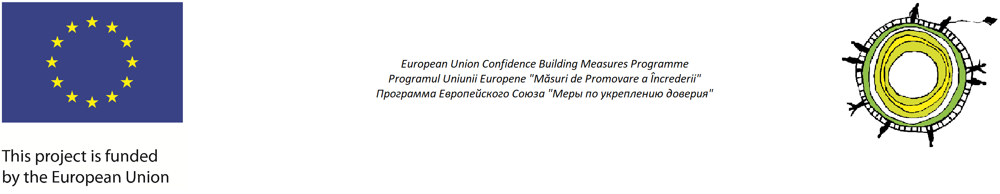 European Union Confidence Building Measures Programme
Programul Uniunii Europene "Măsuri de Promovare a Încrederii"
Программа Европейского Союза "Меры по укреплению доверия"
This project is funded
by the European Union